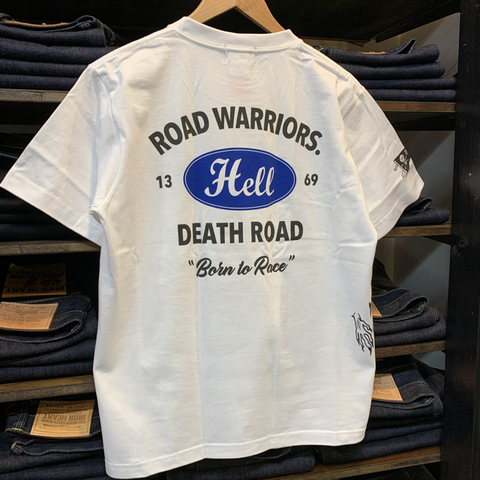 ROAD WARRIORS.
13 Hell 69
DEATH ROAD
"Born to Race"